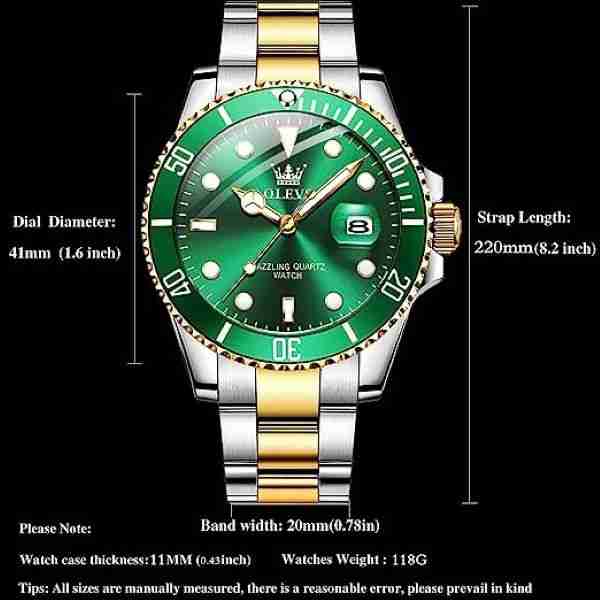 50
10
OLEVS
8
DAZZLING QUARTZ
WATCH
40
20
30
Dial Diameter:
41mm (1.6 inch)
Strap Length:
220mm(8.2 inch)
Please Note:
Band width: 20mm(0.78in)
Watch case thickness:11MM (0.43inch)
Watches Weight : 118G
Tips: All sizes are manually measured, there is a reasonable error, please prevail in kind